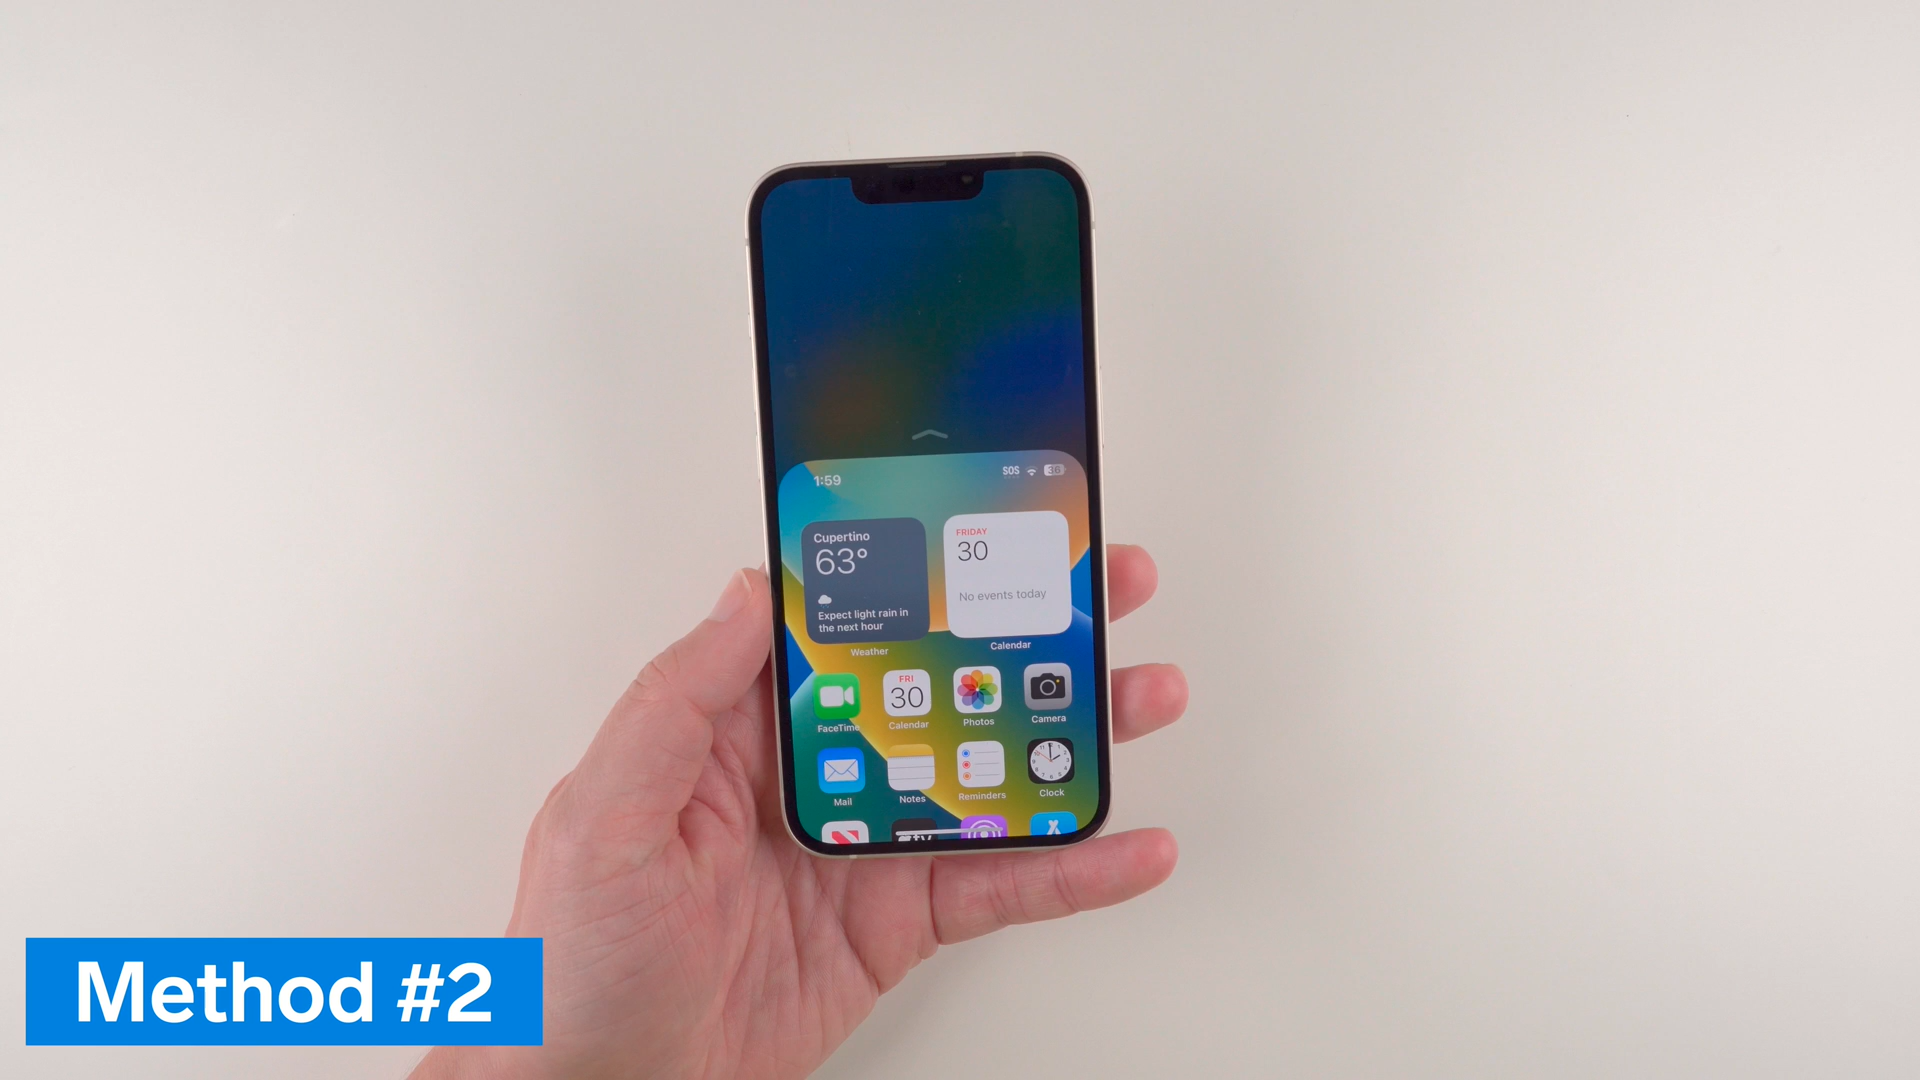 1:59
SOS
36
Cupertino
63°
Expect light rain in
the next hour
Weather
FRIDAY
30
No events today
Calendar
FaceTime
FRI
30
Calendar
Photos
Camera
Mail
Notes
Reminders
Clock
tv
Method #2